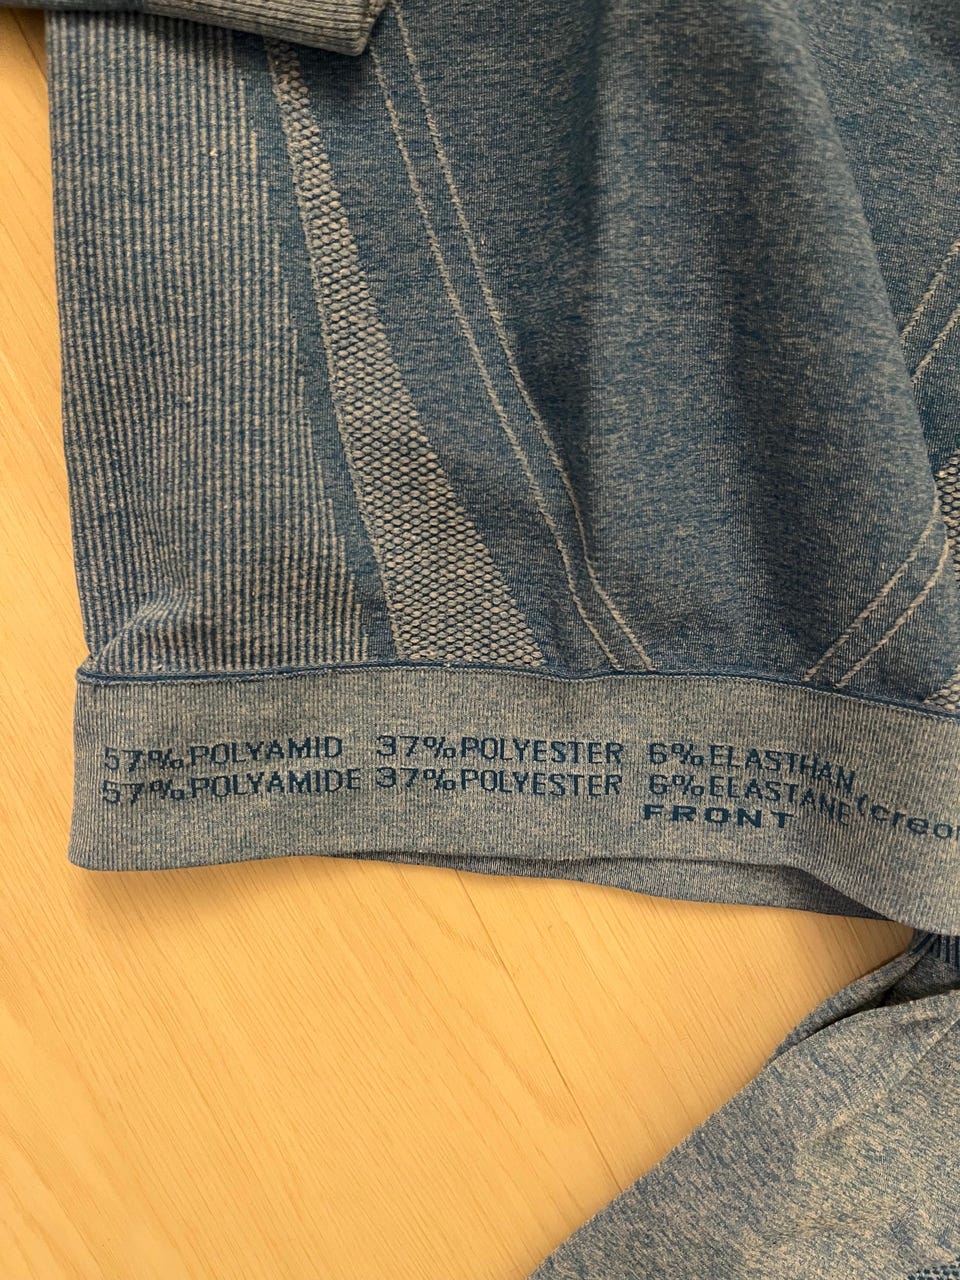 57% POLYAMID 37% POLYESTER 6% ELASTHAN
57% POLYAMIDE 37% POLYESTER 6% ELASTANE
FRONT